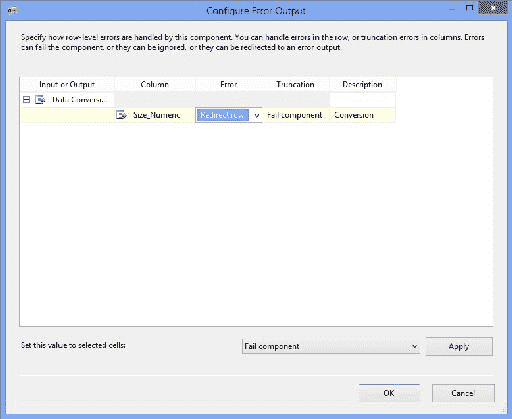 Configure Error Output
Specify how row-level errors are handled by this component. You can handle errors in the row, or truncation errors in columns. Errors
can fail the component, or they can be ignored, or they can be redirected to an error output.
Input or Output Column Error Truncation Description
Data Conversi...
Size_Numeric Redirect row Fail component Conversion
Set this value to selected cells: Fail component Apply
OK Cancel